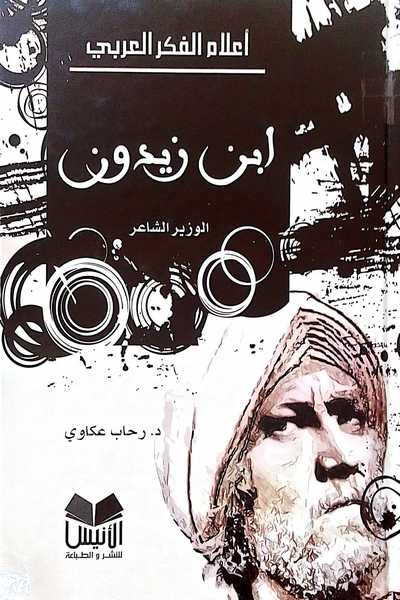 أعلام الفكر العربي
ابن زيدون
الوزير الشاعر
د. رحاب عكاوي
الأنيس
للنشر و الطباعة